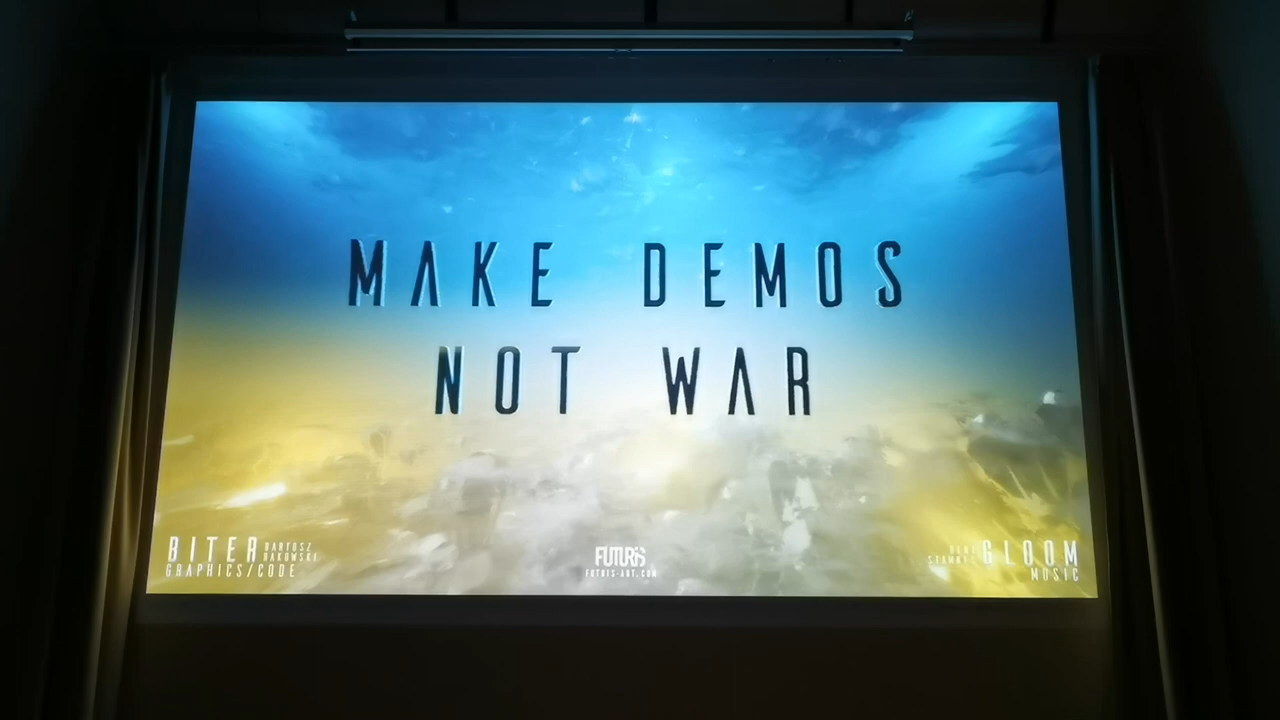 MAKE DEMOS
NOT WAR
BITER BARTOSZ RAKOWSKI
GRAPHICS/CODE
FUTURIS
FUTURIS-ART.COM
GLOOM
MUSIC